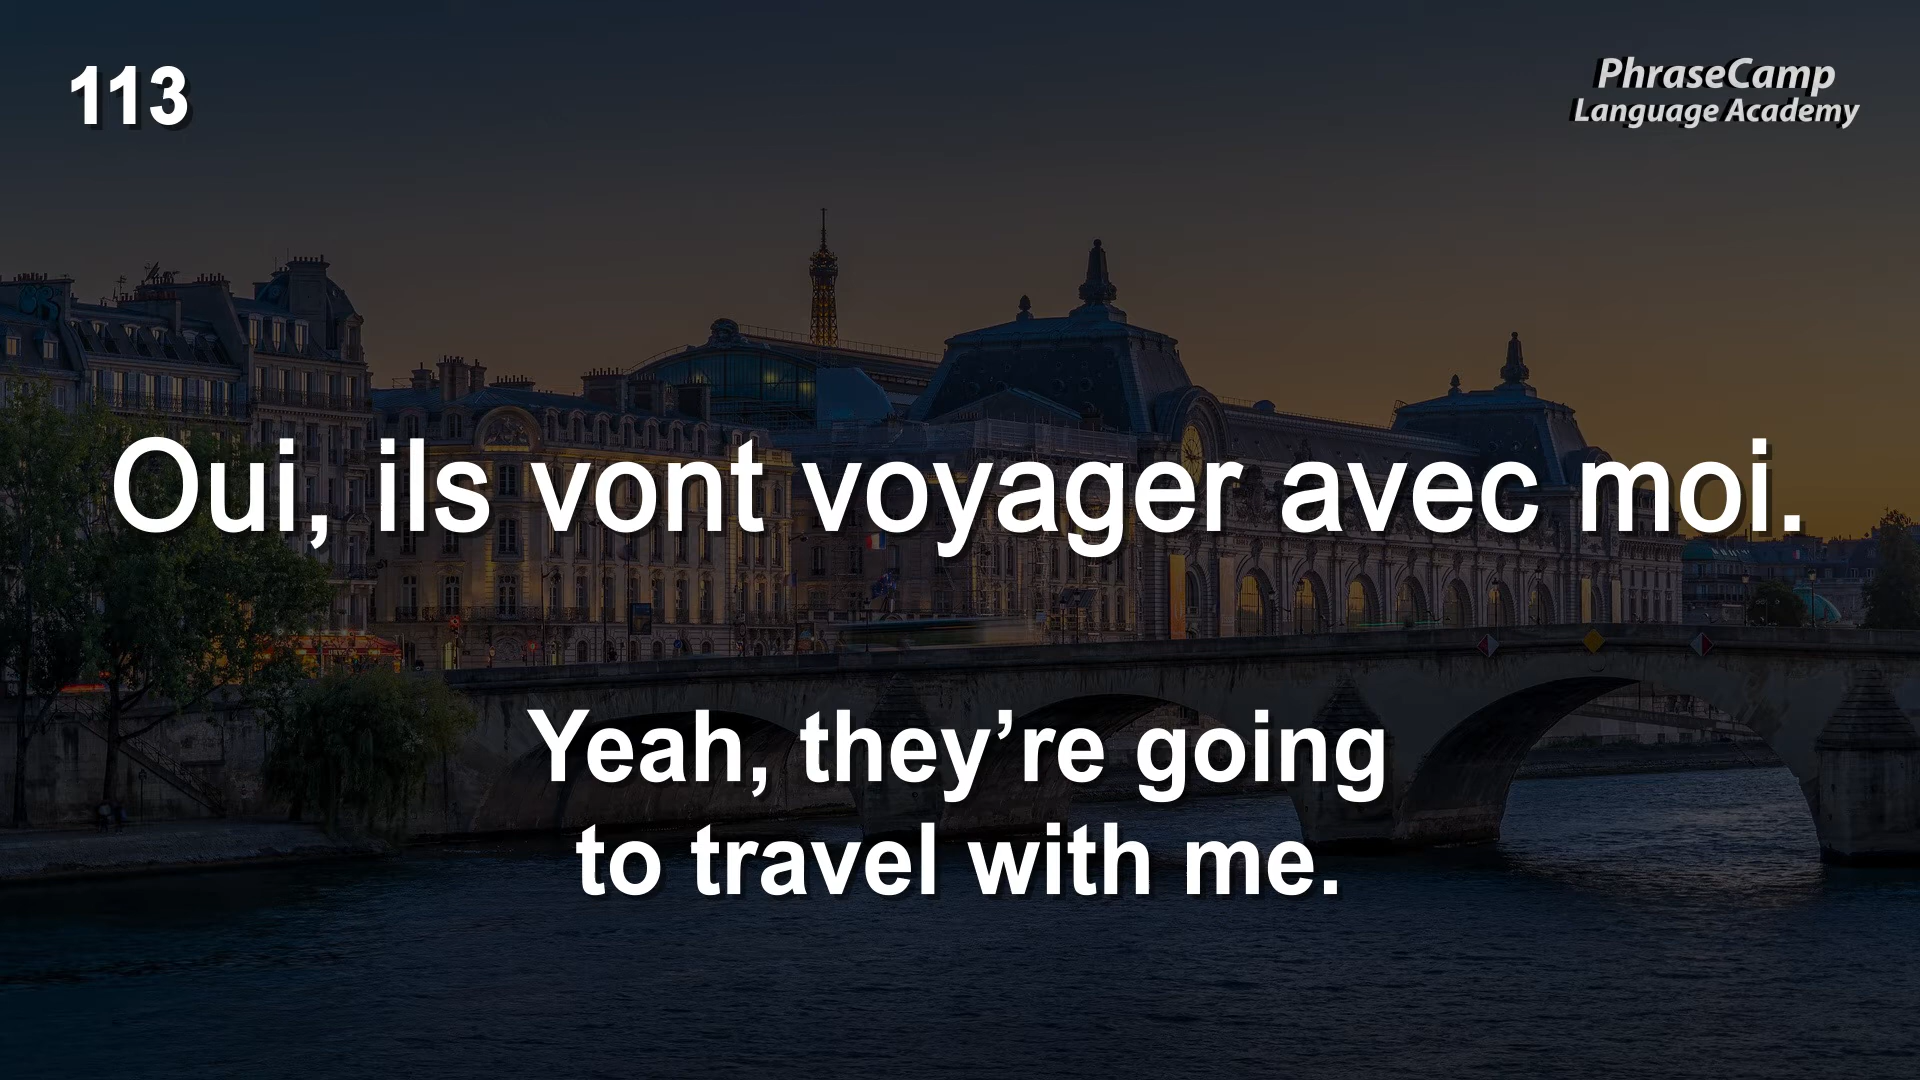 113
PhraseCamp
Language Academy
Oui, ils vont voyager avec moi.
Yeah, they’re going
to travel with me.